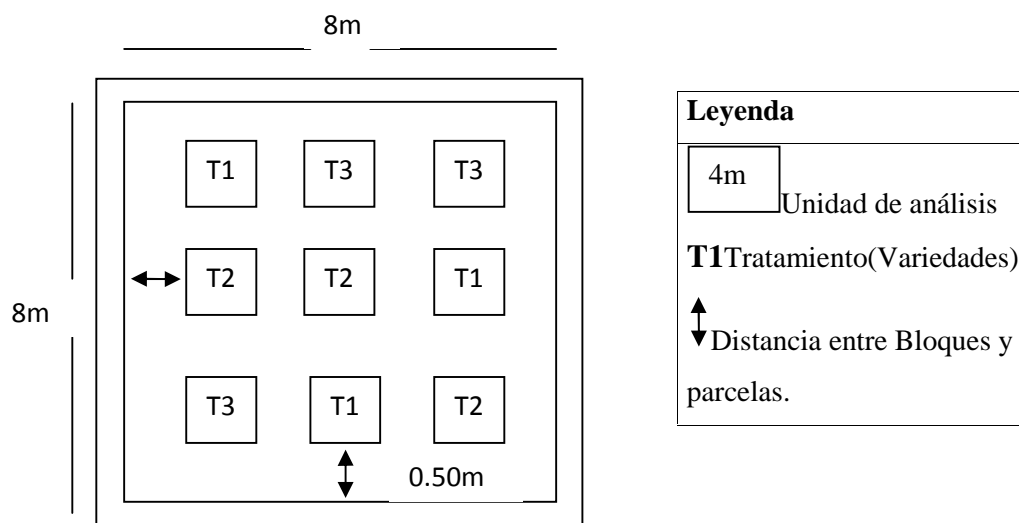 8m
T1 T3 T3
T2 T2 T1
8m
T3 T1 T2
0.50m
Leyenda
4m
Unidad de análisis
T1Tratamiento(Variedades)
Distancia entre Bloques y
parcelas.